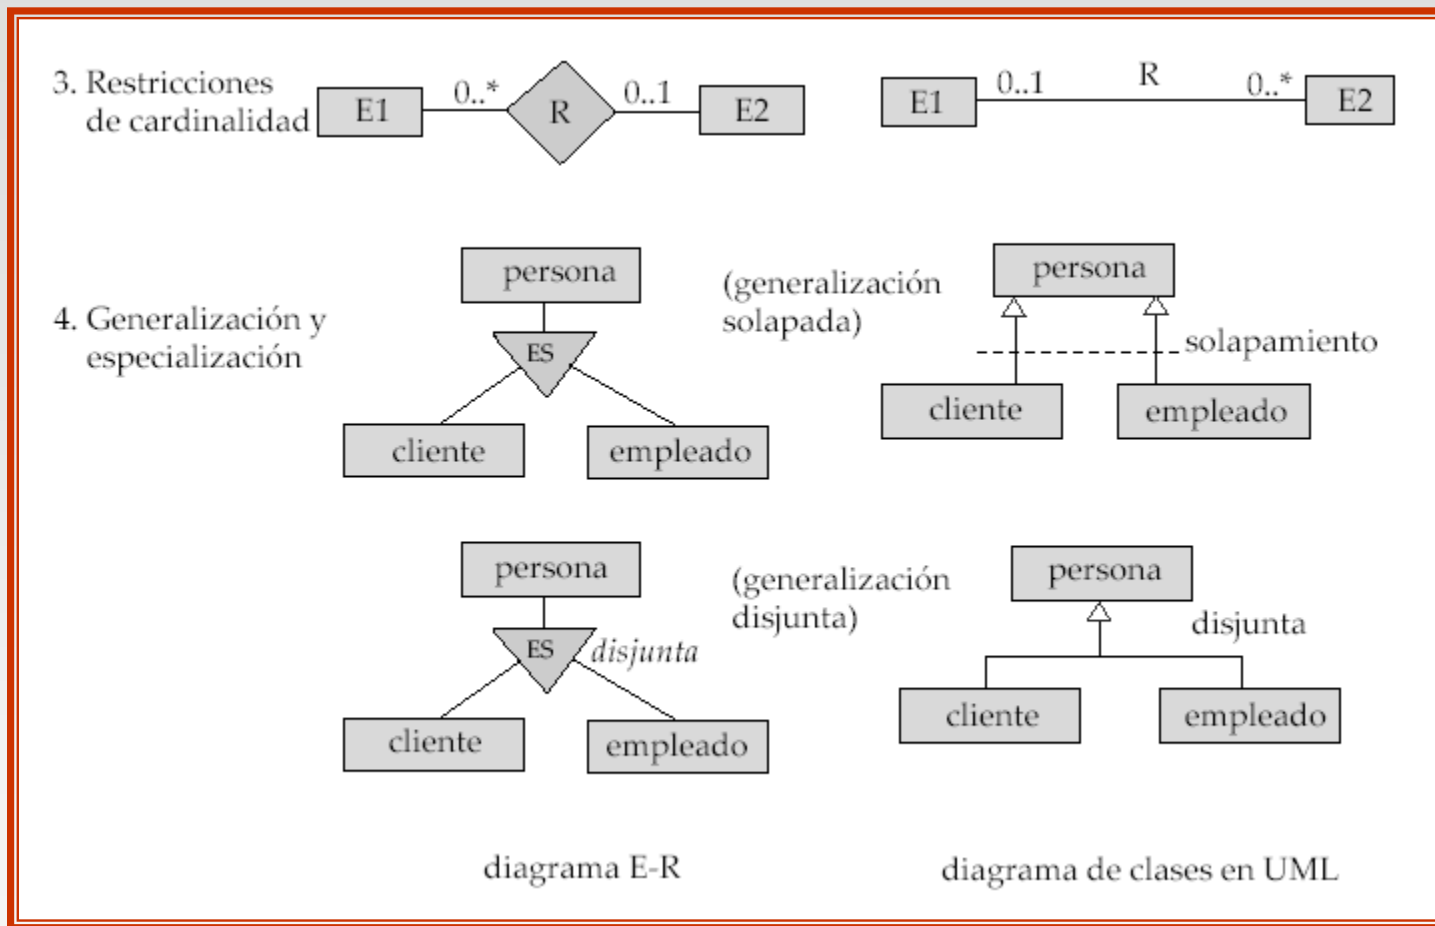 3. Restricciones
de cardinalidad
E1
0..*
R
0..1
E2
E1
0..1
R
0..*
E2
4. Generalización y
especialización
persona
ES
cliente
empleado
(generalización
solapada)
persona
solapamiento
cliente
empleado
persona
ES
disjunta
cliente
empleado
(generalización
disjunta)
persona
disjunta
cliente
empleado
diagrama E-R
diagrama de clases en UML